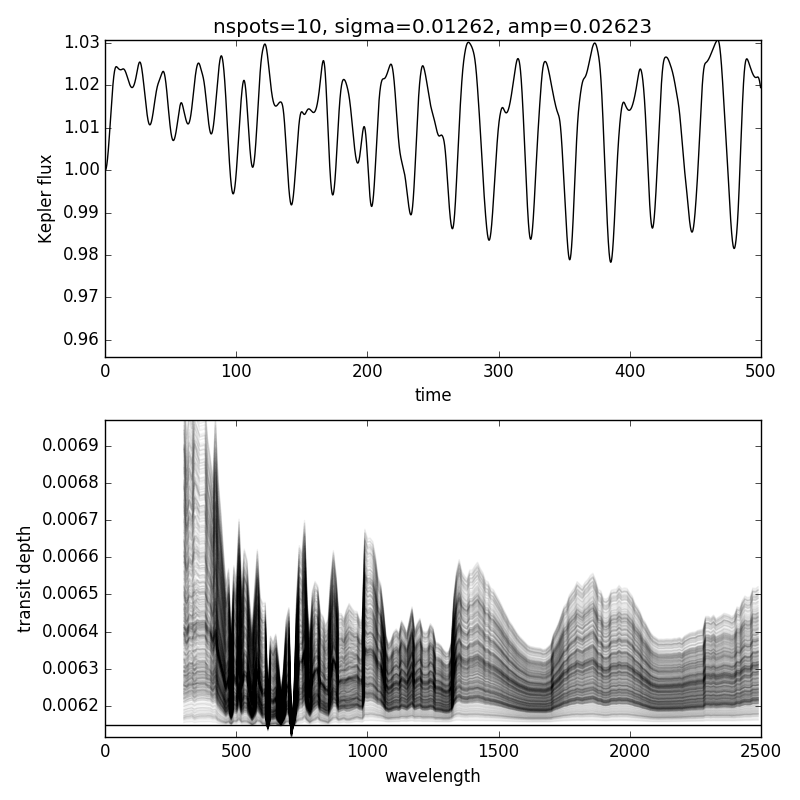 nspots=10, sigma=0.01262, amp=0.02623
1.03
1.02
1.01
1.00
0.99
0.98
0.97
0.96
Kepler flux
0 100 200 300 400 500
time
0.0069
0.0068
0.0067
0.0066
0.0065
0.0064
0.0063
0.0062
transit depth
0 500 1000 1500 2000 2500
wavelength